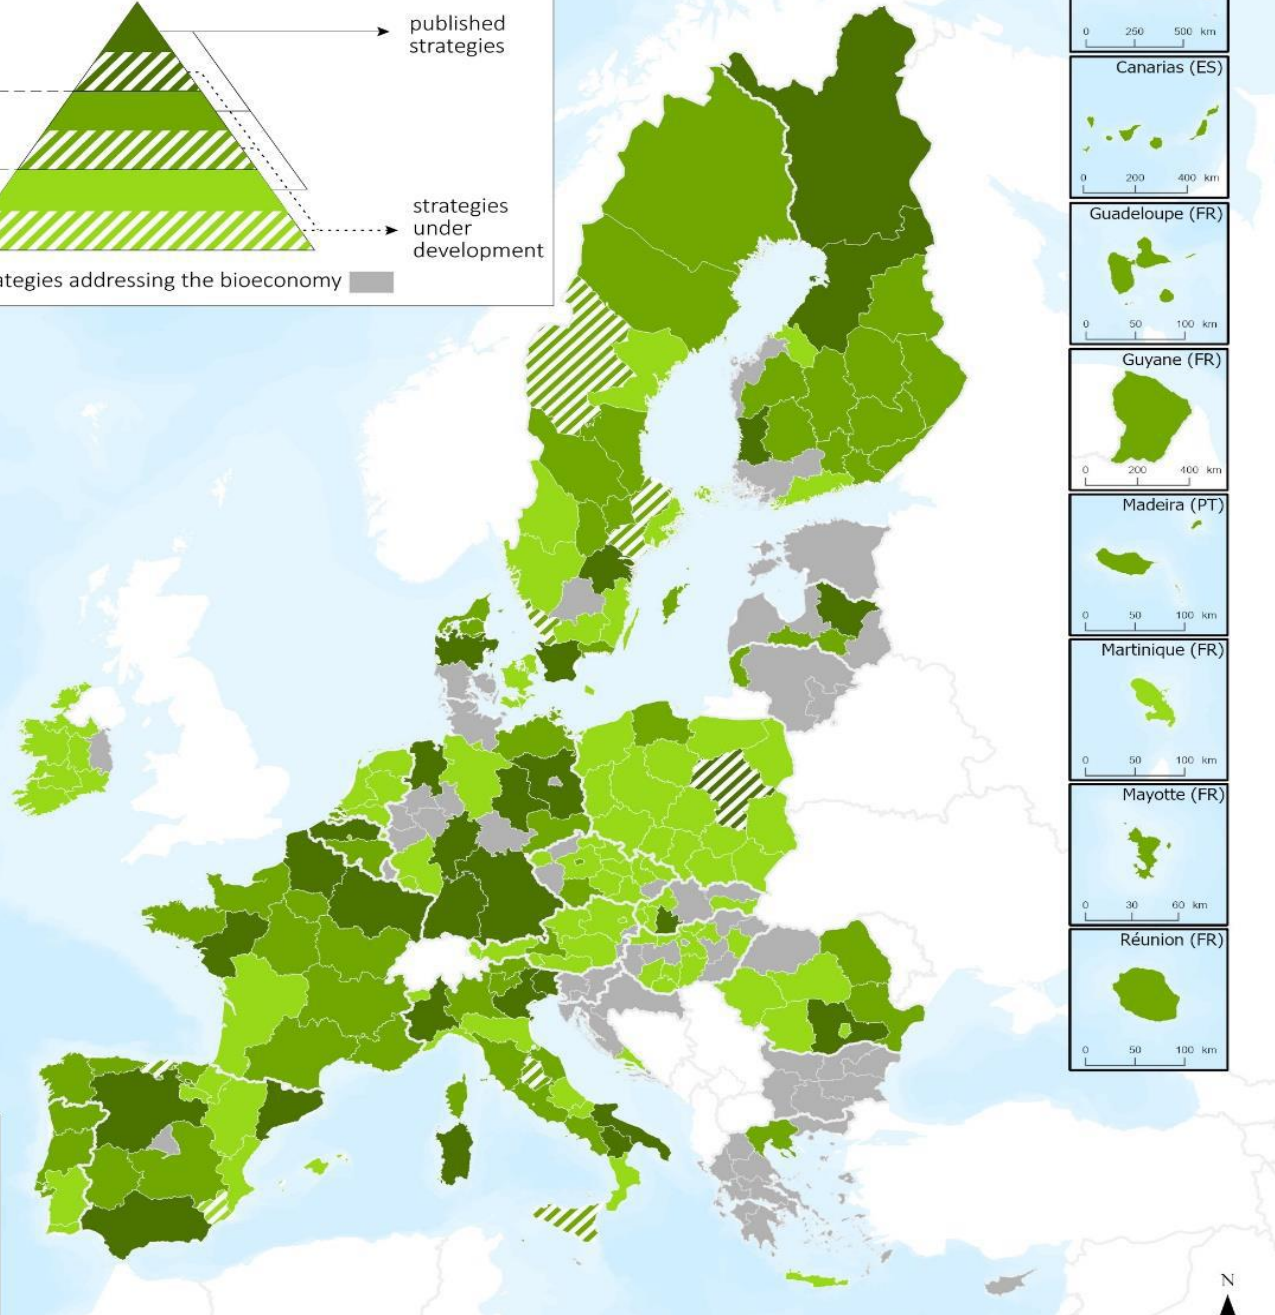 published
strategies
strategies
under
development
ategies addressing the bioeconomy
0 250 500 km
Canarias (ES)
0 200 400 km
Guadeloupe (FR)
0 50 100 km
Guyane (FR)
0 200 400 km
Madeira (PT)
0 50 100 km
Martinique (FR)
0 50 100 km
Mayotte (FR)
0 30 60 km
Réunion (FR)
0 50 100 km
N